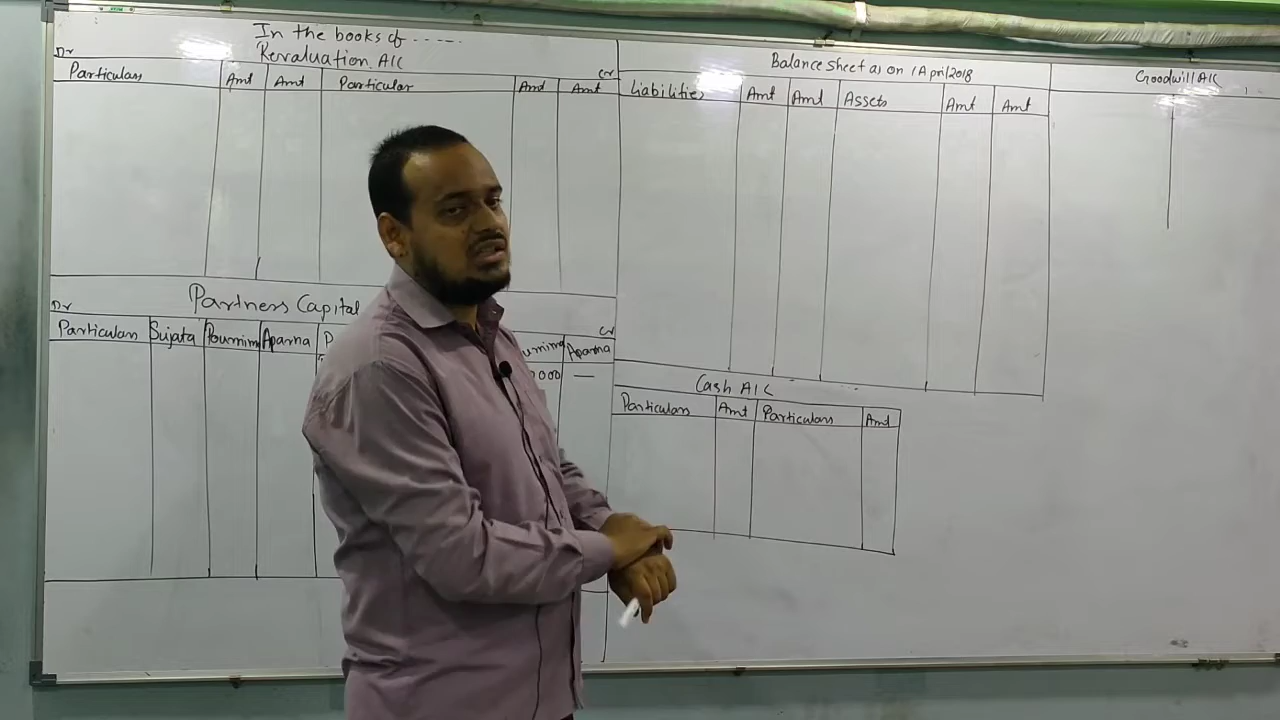 In the books of .....
Revaluation A/C
Dr
Cr
Particulars Amt Amt Particular Amt Amt
Partners Capital
Dr
Cr
Particulars Sujata Pournima Aparna
Aparna
000 —
Balance sheet as on 1 April 2018
Liabilities Amt Amt Assets Amt Amt
Cash A/C
Particulars Amt Particulars Amt
Goodwill A/C